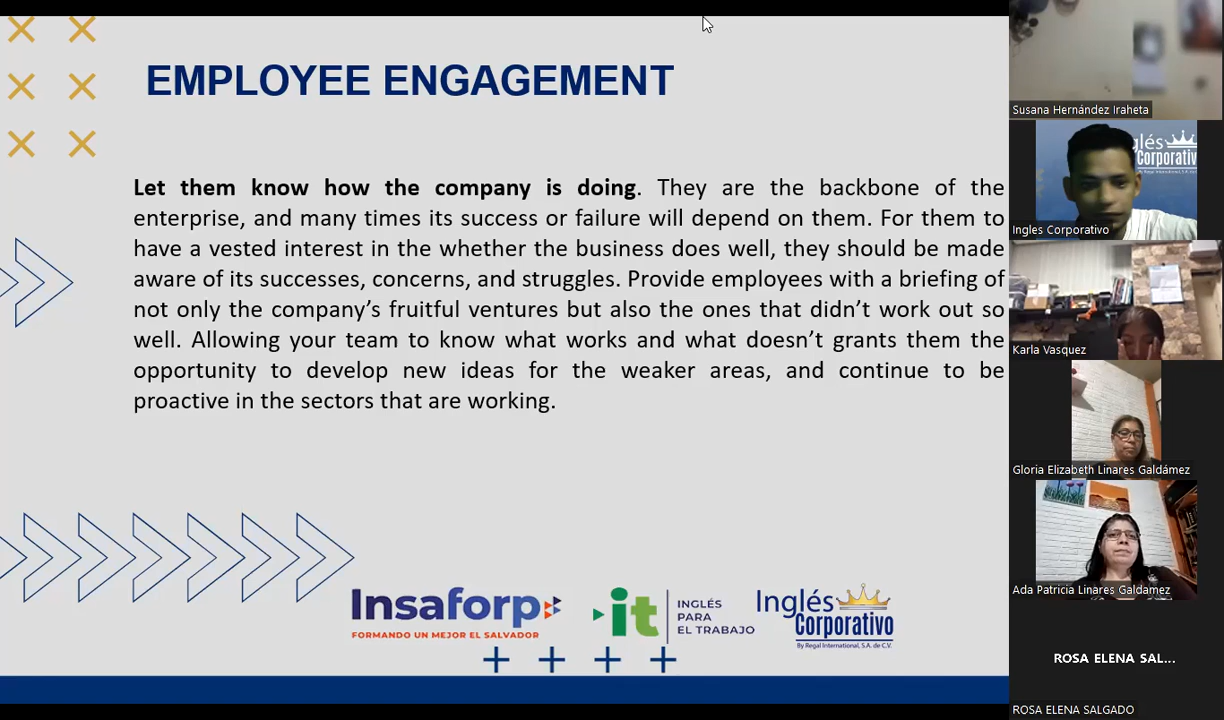 EMPLOYEE ENGAGEMENT
Let them know how the company is doing. They are the backbone of the
enterprise, and many times its success or failure will depend on them. For them to
have a vested interest in the whether the business does well, they should be made
aware of its successes, concerns, and struggles. Provide employees with a briefing of
not only the company’s fruitful ventures but also the ones that didn’t work out so
well. Allowing your team to know what works and what doesn’t grants them the
opportunity to develop new ideas for the weaker areas, and continue to be
proactive in the sectors that are working.
Insaforp
FORMANDO UN MEJOR EL SALVADOR
it
INGLÉS
PARA
EL TRABAJO
Inglés
Corporativo
By Regal International, S.A. de C.V.
Susana Hernández Iraheta
glés
Corporativ
Ingles Corporativo
Karla Vasquez
Gloria Elizabeth Linares Galdámez
Ada Patricia Linares Galdamez
ROSA ELENA SAL...
ROSA ELENA SALGADO